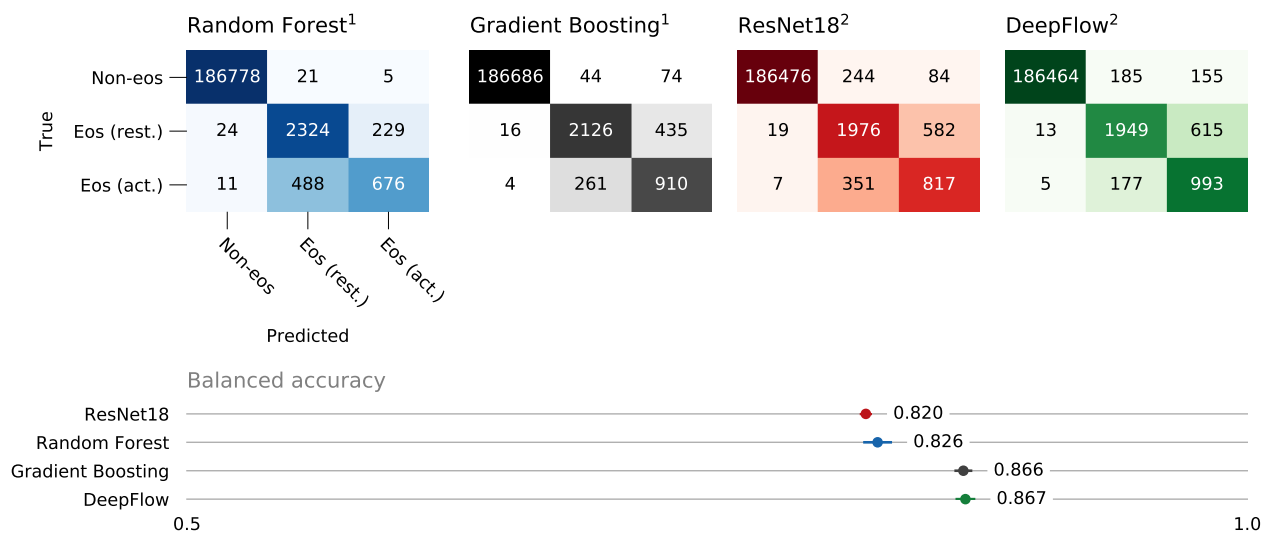 Random Forest1 Gradient Boosting1 ResNet182 DeepFlow2
True
Non-eos 186778 21 5 186686 44 74 186476 244 84 186464 185 155
Eos (rest.) 24 2324 229 16 2126 435 19 1976 582 13 1949 615
Eos (act.) 11 488 676 4 261 910 7 351 817 5 177 993
Non-eos Eos (rest.) Eos (act.)
Predicted
Balanced accuracy
ResNet18 0.820
Random Forest 0.826
Gradient Boosting 0.866
DeepFlow 0.867
0.5 1.0